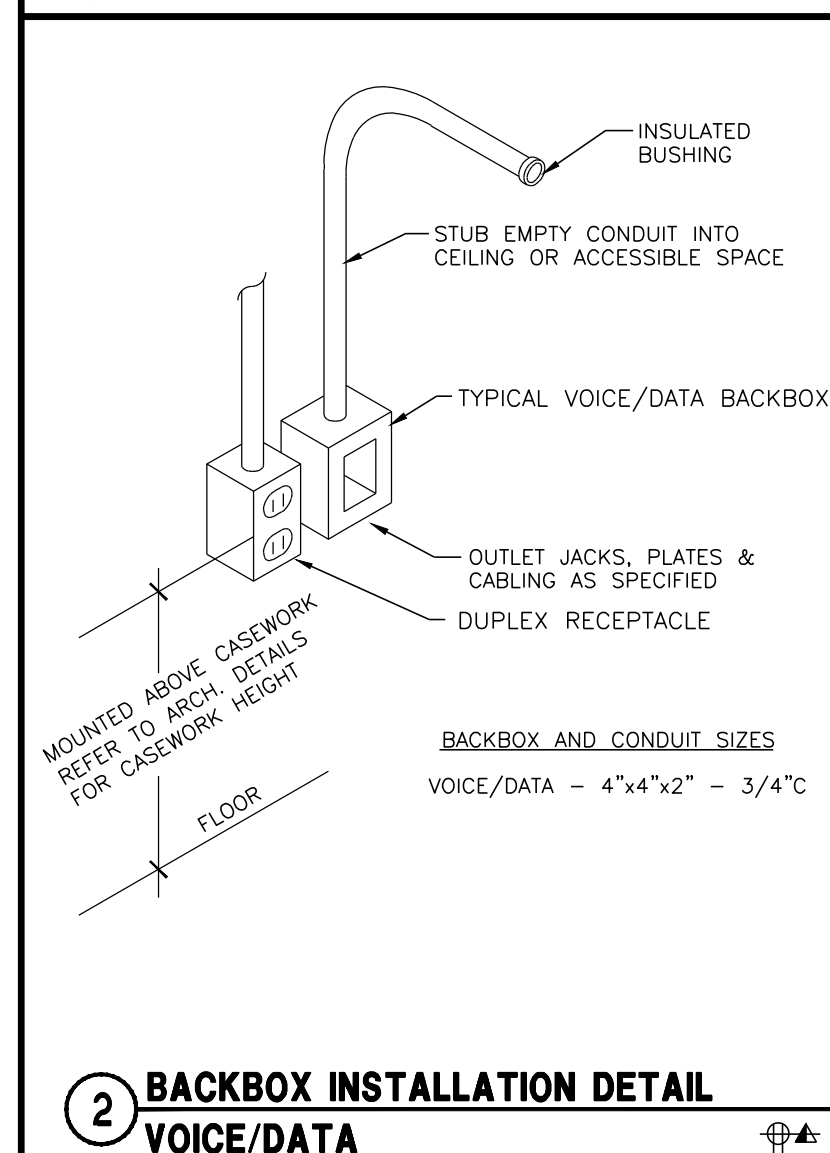 INSULATED
BUSHING
STUB EMPTY CONDUIT INTO
CEILING OR ACCESSIBLE SPACE
TYPICAL VOICE/DATA BACKBOX
OUTLET JACKS, PLATES &
CABLING AS SPECIFIED
DUPLEX RECEPTACLE
MOUNTED ABOVE CASEWORK
REFER TO ARCH. DETAILS
FOR CASEWORK HEIGHT
FLOOR
BACKBOX AND CONDUIT SIZES
VOICE/DATA – 4"x4"x2" – 3/4"C
2
BACKBOX INSTALLATION DETAIL
VOICE/DATA